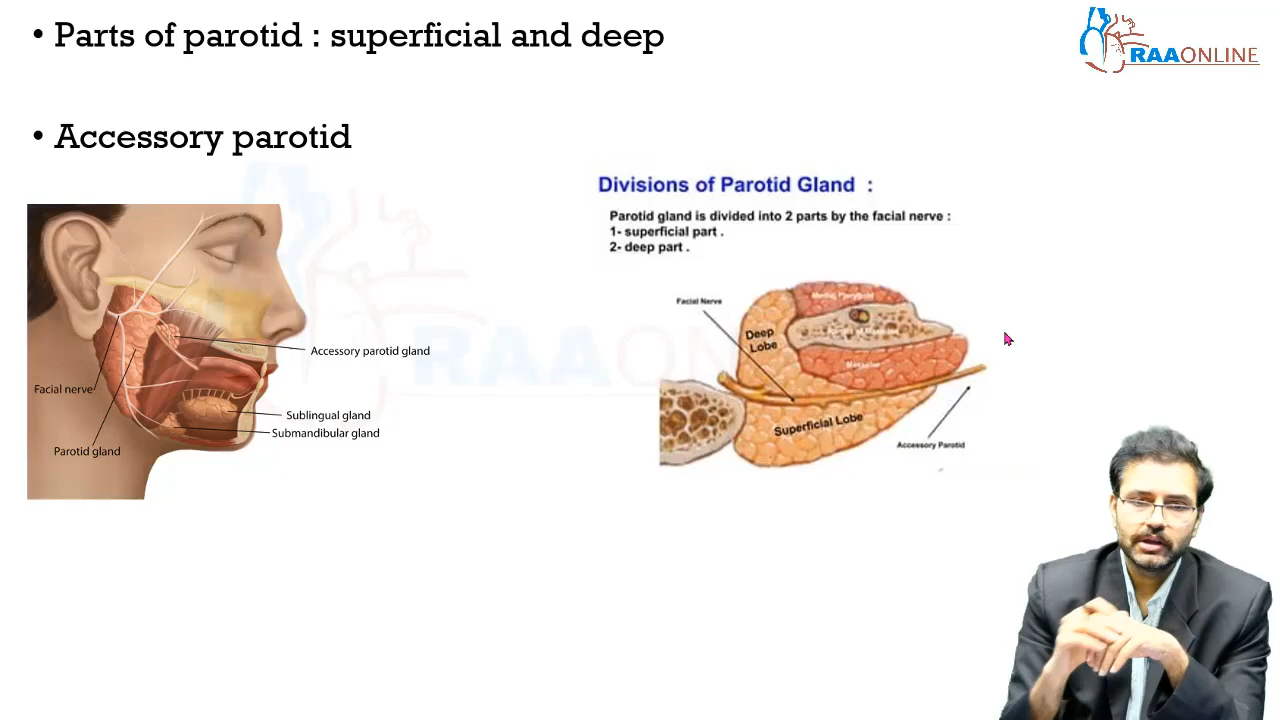 • Parts of parotid : superficial and deep
RAAONLINE
• Accessory parotid
Divisions of Parotid Gland :
Parotid gland is divided into 2 parts by the facial nerve :
1- superficial part .
2- deep part .
Facial Nerve
Deep
Lobe
Masseter
Superficial Lobe
Accessory Parotid
Accessory parotid gland
Facial nerve
Sublingual gland
Submandibular gland
Parotid gland
RAAONLINE